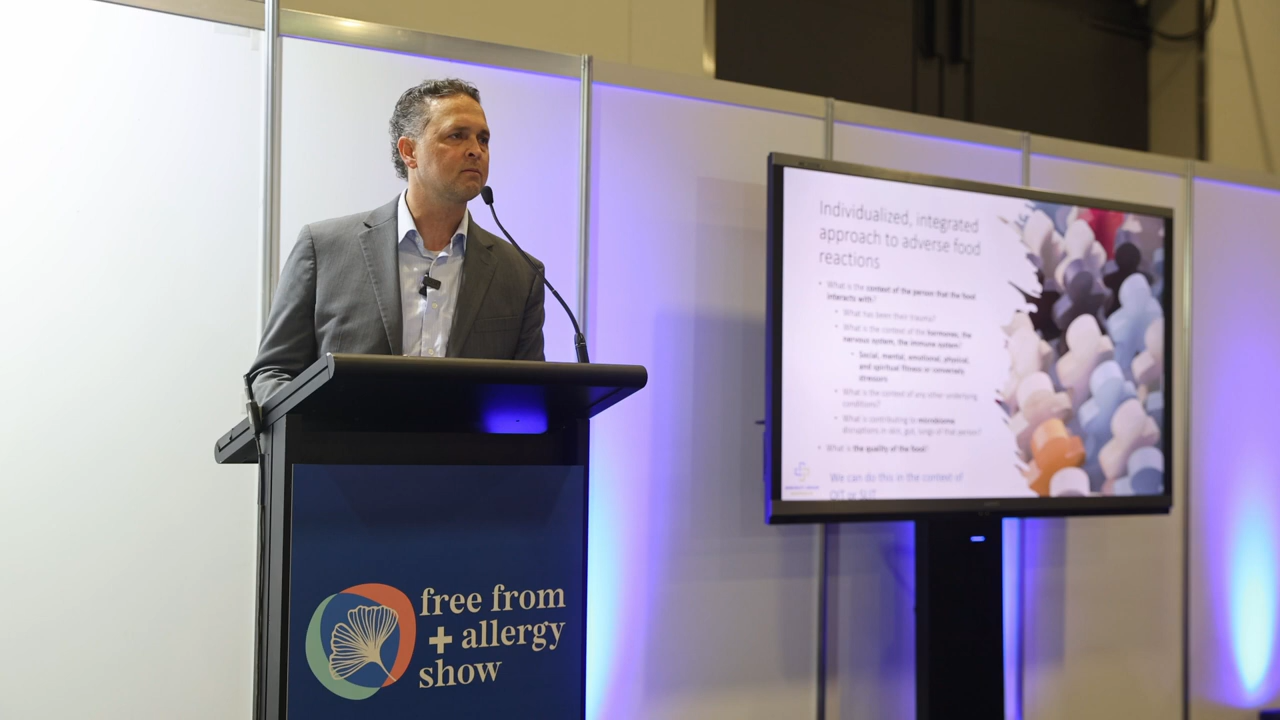 Individualized, integrated
approach to adverse food
reactions
• What is the context of the person that the food
interacts with?
• What has been their trauma?
• What is the context of the hormones, the
nervous system, the immune system?
• Social, mental, emotional, physical,
and spiritual fitness or conversely
stressors
• What is the context of any other underlying
conditions?
• What is contributing to microbiome
disruptions in skin, gut, lungs of that person?
• What is the quality of the food?
We can do this in the context of
OIT or SLIT
free from
+ allergy
show